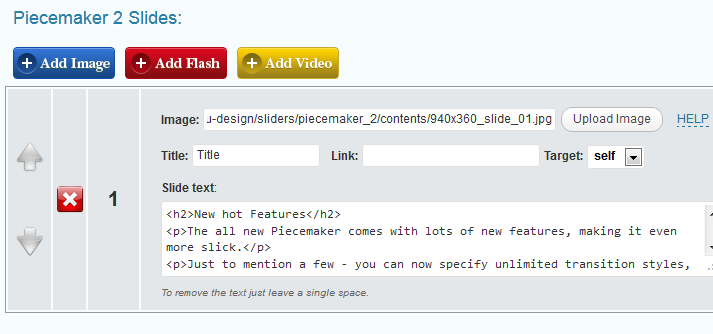 Piecemaker 2 Slides:
+ Add Image + Add Flash + Add Video
Image: u-design/sliders/piecemaker_2/contents/940x360_slide_01.jpg Upload Image HELP
Title: Title Link: Target: self
1
Slide text:
<h2>New hot Features</h2>
<p>The all new Piecemaker comes with lots of new features, making it even
more slick.</p>
<p>Just to mention a few - you can now specify unlimited transition styles,
To remove the text just leave a single space.